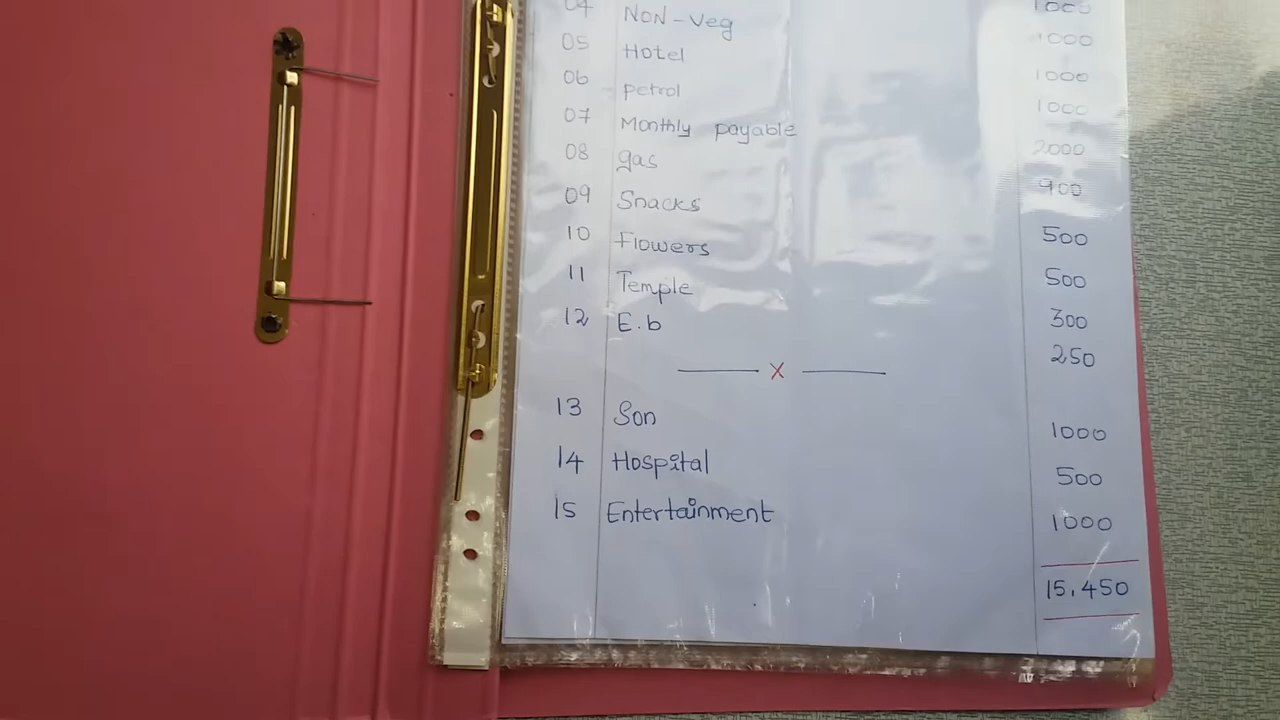 1000
04 NON-Veg 1000
05 Hotel 1000
06 petrol 1000
07 Monthly payable 2000
08 gas 900
09 Snacks 500
10 Flowers 500
11 Temple 300
12 E.b 250
X
13 Son 1000
14 Hospital 500
15 Entertainment 1000
15,450